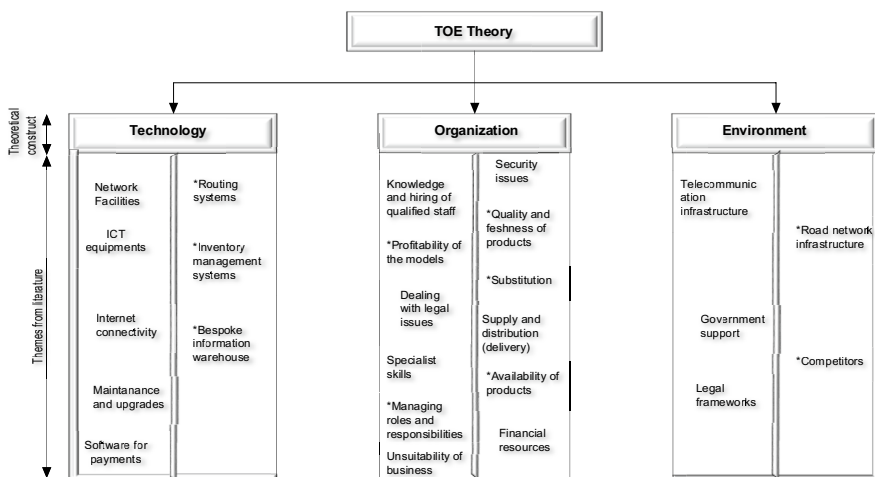 TOE Theory
Theoretical
construct
Technology
Organization
Environment
Themes from literature
Network
Facilities
ICT
equipments
Internet
connectivity
Maintanance
and upgrades
Software for
payments
*Routing
systems
*Inventory
management
systems
*Bespoke
information
warehouse
Knowledge
and hiring of
qualified staff
*Profitability of
the models
Dealing
with legal
issues
Specialist
skills
*Managing
roles and
responsibilities
Unsuitability of
business
Security
issues
*Quality and
feshness of
products
*Substitution
Supply and
distribution
(delivery)
*Availability of
products
Financial
resources
Telecommunic
ation
infrastructure
Government
support
Legal
frameworks
*Road network
infrastructure
*Competitors